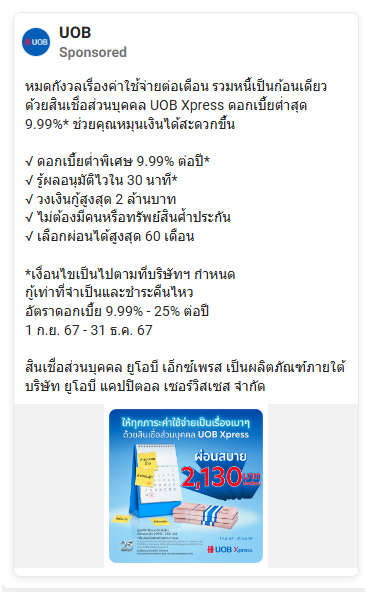 UOB
Sponsored
หมดกังวลเรื่องค่าใช้จ่ายต่อเดือน รวมหนี้เป็นก้อนเดียว
ด้วยสินเชื่อส่วนบุคคล UOB Xpress ดอกเบี้ยต่ำสุด
9.99%* ช่วยคุณหมุนเงินได้สะดวกขึ้น
√ ดอกเบี้ยต่ำพิเศษ 9.99% ต่อปี*
√ รู้ผลอนุมัติไวใน 30 นาที*
√ วงเงินกู้สูงสุด 2 ล้านบาท
√ ไม่ต้องมีคนหรือทรัพย์สินค้ำประกัน
√ เลือกผ่อนได้สูงสุด 60 เดือน
*เงื่อนไขเป็นไปตามที่บริษัทฯ กำหนด
กู้เท่าที่จำเป็นและชำระคืนไหว
อัตราดอกเบี้ย 9.99% - 25% ต่อปี
1 ก.ย. 67 - 31 ธ.ค. 67
สินเชื่อส่วนบุคคล ยูโอบี เอ็กซ์เพรส เป็นผลิตภัณฑ์ภายใต้
บริษัท ยูโอบี แคปปิตอล เซอร์วิสเซส จำกัด
ให้ทุกภาระค่าใช้จ่ายเป็นเรื่องเบาๆ
ด้วยสินเชื่อส่วนบุคคล UOB Xpress
ผ่อนสบาย
2,130 บาท
25
UOB Xpress